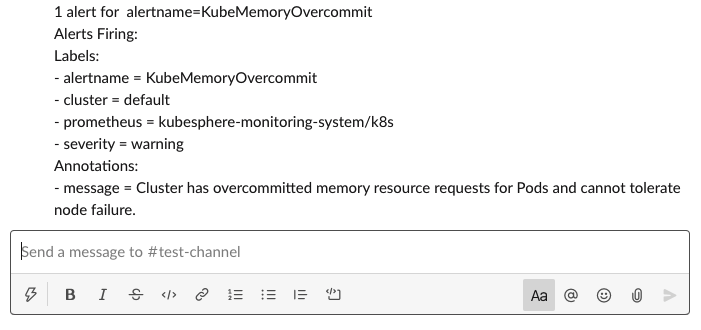 1 alert for alertname=KubeMemoryOvercommit
Alerts Firing:
Labels:
- alertname = KubeMemoryOvercommit
- cluster = default
- prometheus = kubesphere-monitoring-system/k8s
- severity = warning
Annotations:
- message = Cluster has overcommitted memory resource requests for Pods and cannot tolerate
node failure.
Send a message to #test-channel
B I S </> Aa @